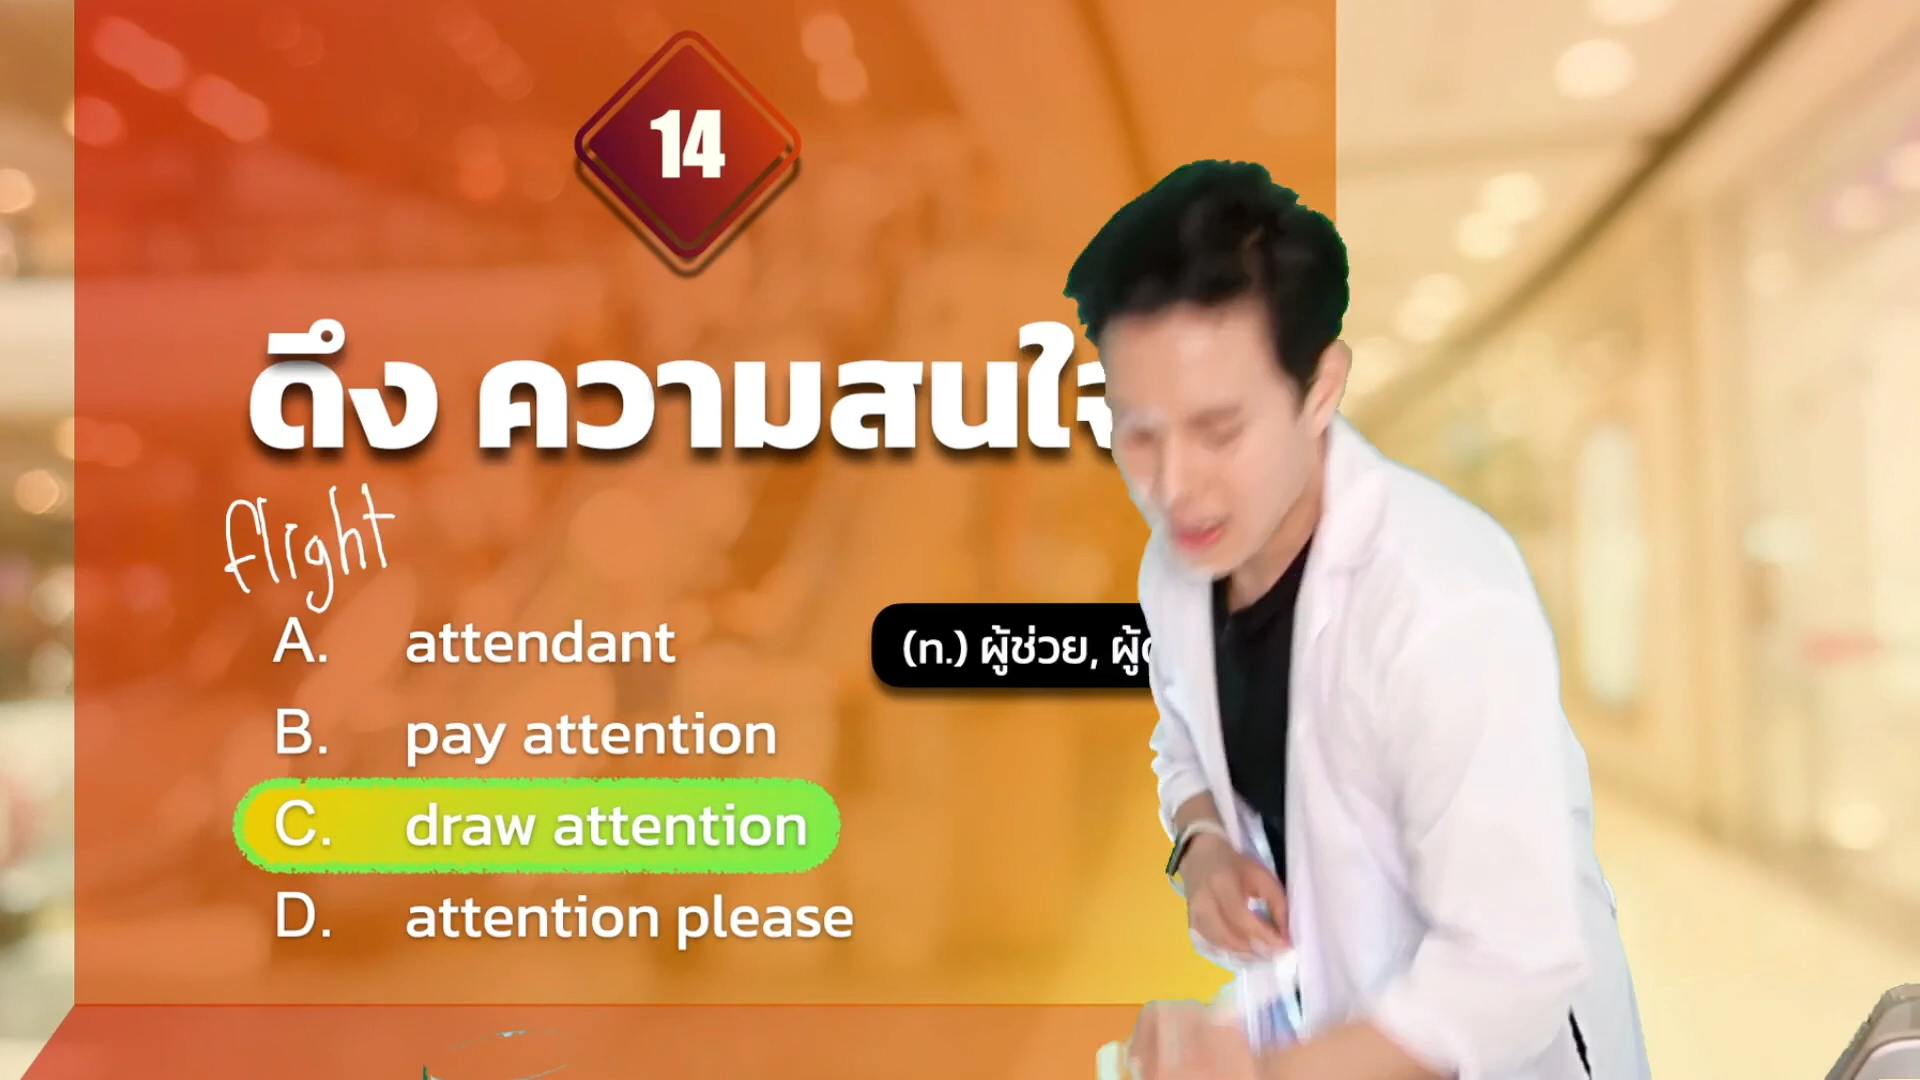 14
ดึง ความสนใจ
flight
A. attendant
(n.) ผู้ช่วย,
B. pay attention
C. draw attention
D. attention please